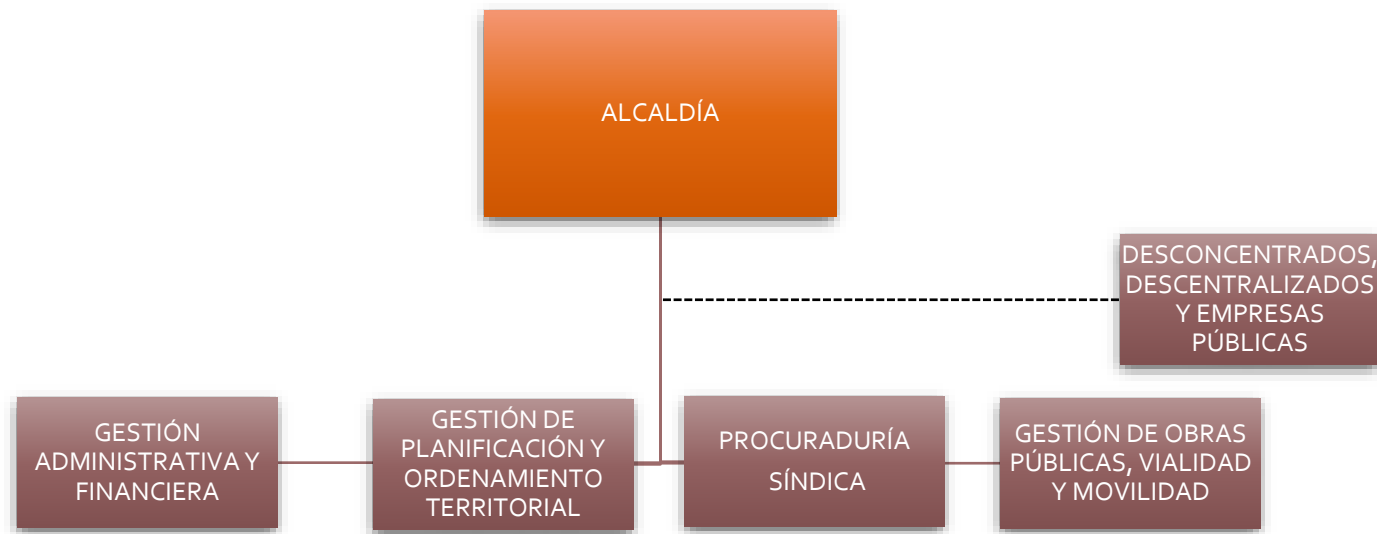 ALCALDÍA
DESCONCENTRADOS,
DESCENTRALIZADOS
Y EMPRESAS
PÚBLICAS
GESTIÓN
ADMINISTRATIVA Y
FINANCIERA
GESTIÓN DE
PLANIFICACIÓN Y
ORDENAMIENTO
TERRITORIAL
PROCURADURÍA
SÍNDICA
GESTIÓN DE OBRAS
PÚBLICAS, VIALIDAD
Y MOVILIDAD